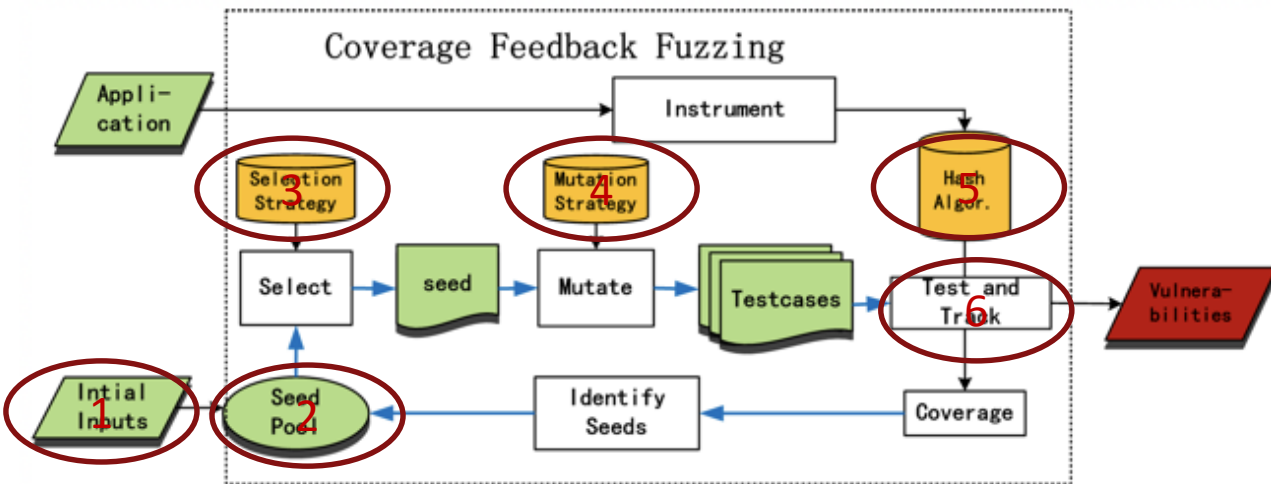 Coverage Feedback Fuzzing
Appli-
cation
Instrument
Selection
Strategy
3
Mutation
Strategy
4
Hash
Algor.
5
Select
seed
Mutate
Testcases
Test and
Track
6
Vulnera-
bilities
Intial
Inputs
1
Seed
Pool
2
Identify
Seeds
Coverage